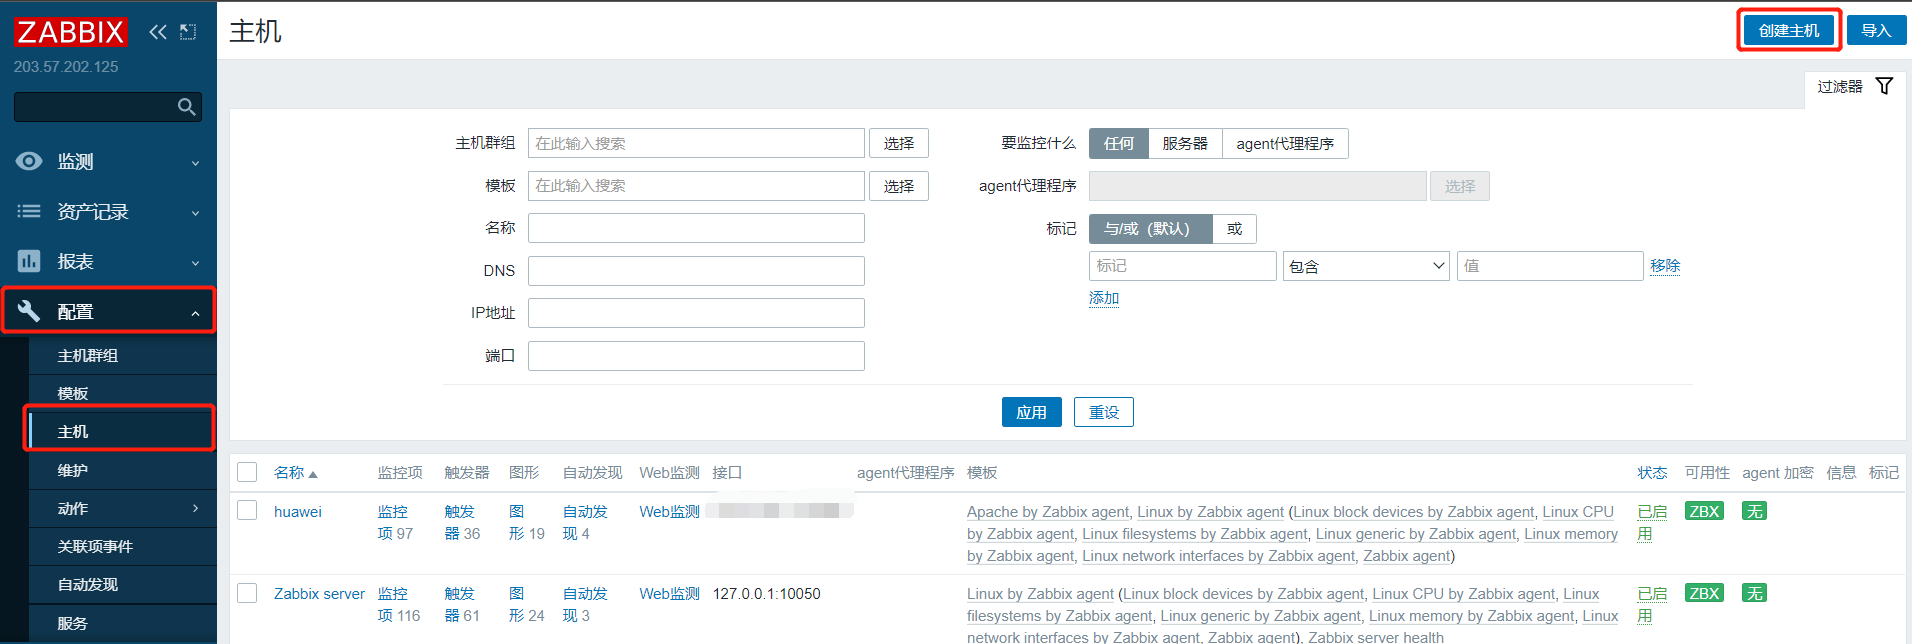 ZABBIX
203.57.202.125
监测
资产记录
报表
配置
主机群组
模板
主机
维护
动作
关联项事件
自动发现
服务
主机
创建主机 导入
过滤器
主机群组 在此输入搜索 选择 要监控什么 任何 服务器 agent代理程序
模板 在此输入搜索 选择 agent代理程序 选择
名称 标记 与/或（默认） 或
标记 包含 值 移除
DNS
添加
IP地址
端口
应用 重设
名称 监控项 触发器 图形 自动发现 Web监测 接口 agent代理程序 模板 状态 可用性 agent 加密 信息 标记
huawei 监控 触发 图 自动发 Web监测 Apache by Zabbix agent, Linux by Zabbix agent (Linux block devices by Zabbix agent, Linux CPU 已启 ZBX 无
项 97 器 36 形 19 现 4 by Zabbix agent, Linux filesystems by Zabbix agent, Linux generic by Zabbix agent, Linux memory 用
by Zabbix agent, Linux network interfaces by Zabbix agent, Zabbix agent)
Zabbix server 监控 触发 图 自动发 Web监测 127.0.0.1:10050 Linux by Zabbix agent (Linux block devices by Zabbix agent, Linux CPU by Zabbix agent, Linux 已启 ZBX 无
项 116 器 61 形 24 现 3 filesystems by Zabbix agent, Linux generic by Zabbix agent, Linux memory by Zabbix agent, Linux 用
network interfaces by Zabbix agent, Zabbix agent), Zabbix server health